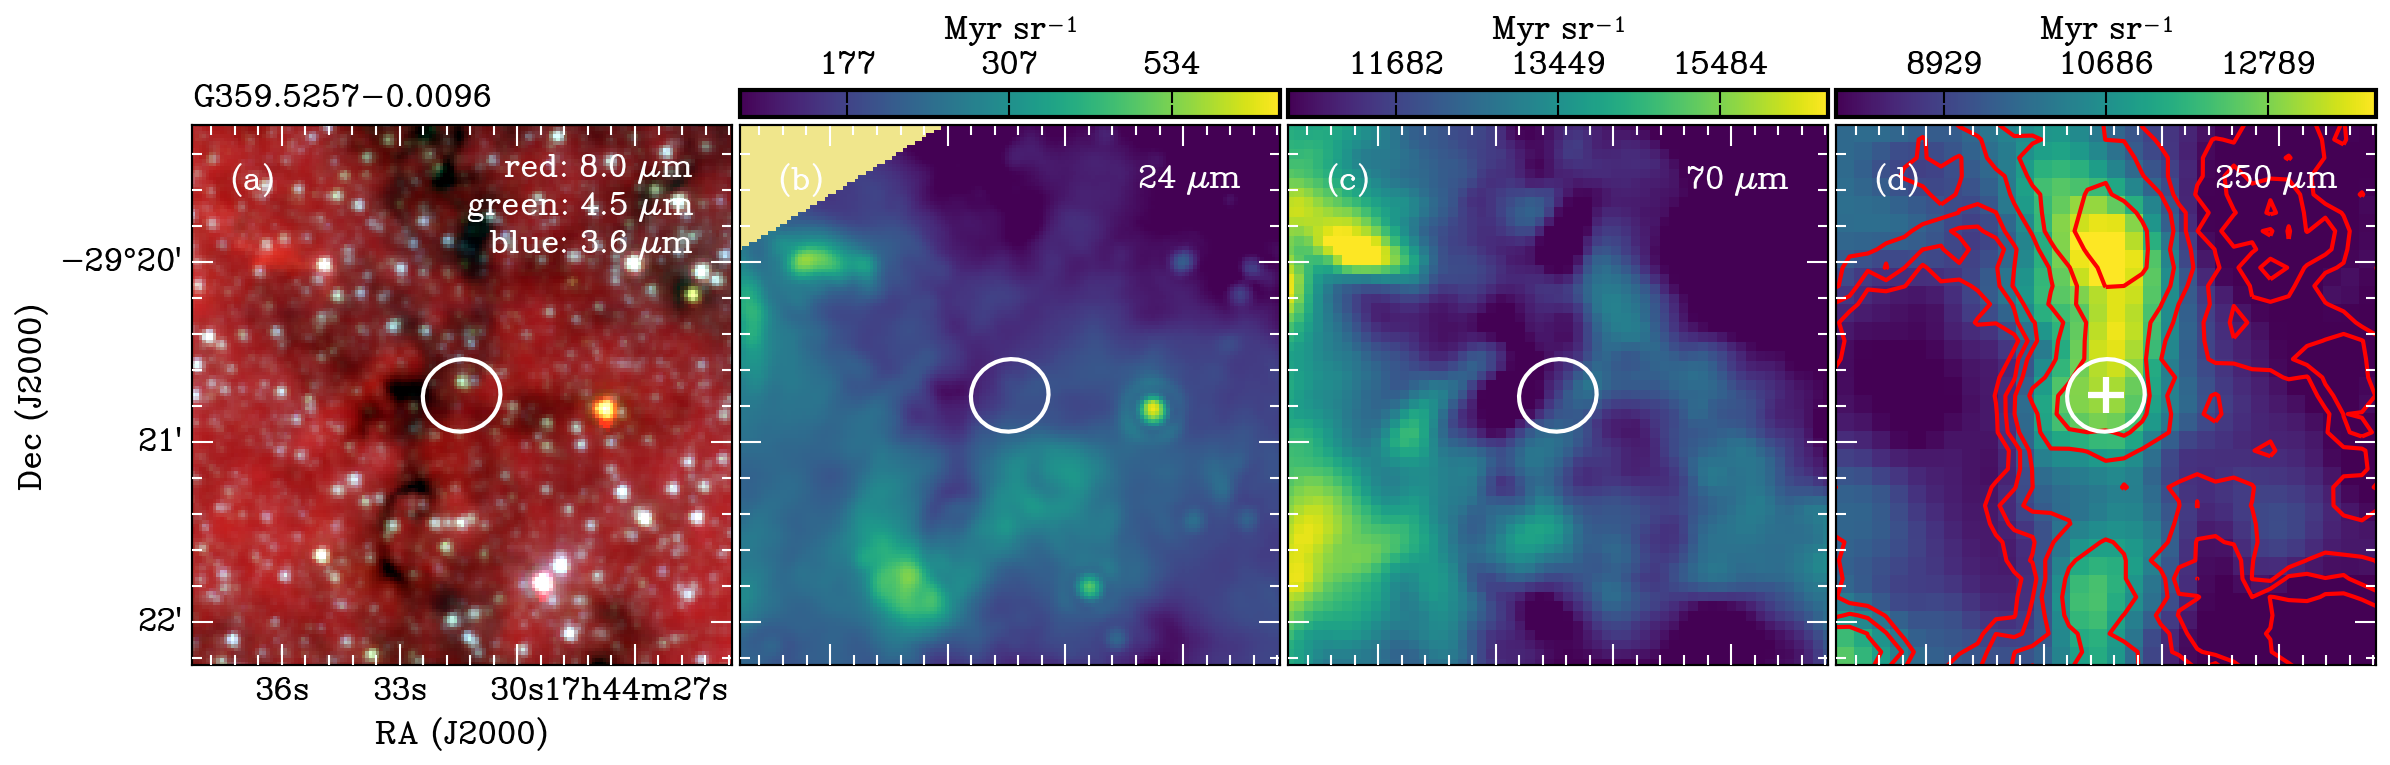 Myr sr⁻¹ Myr sr⁻¹ Myr sr⁻¹
177 307 534 11682 13449 15484 8929 10686 12789
G359.5257−0.0096
(a) red: 8.0 μm
green: 4.5 μm
blue: 3.6 μm
(b) 24 μm
(c) 70 μm
(d) 250 μm
Dec (J2000)
−29°20'
21'
22'
36s 33s 30s 17h44m27s
RA (J2000)